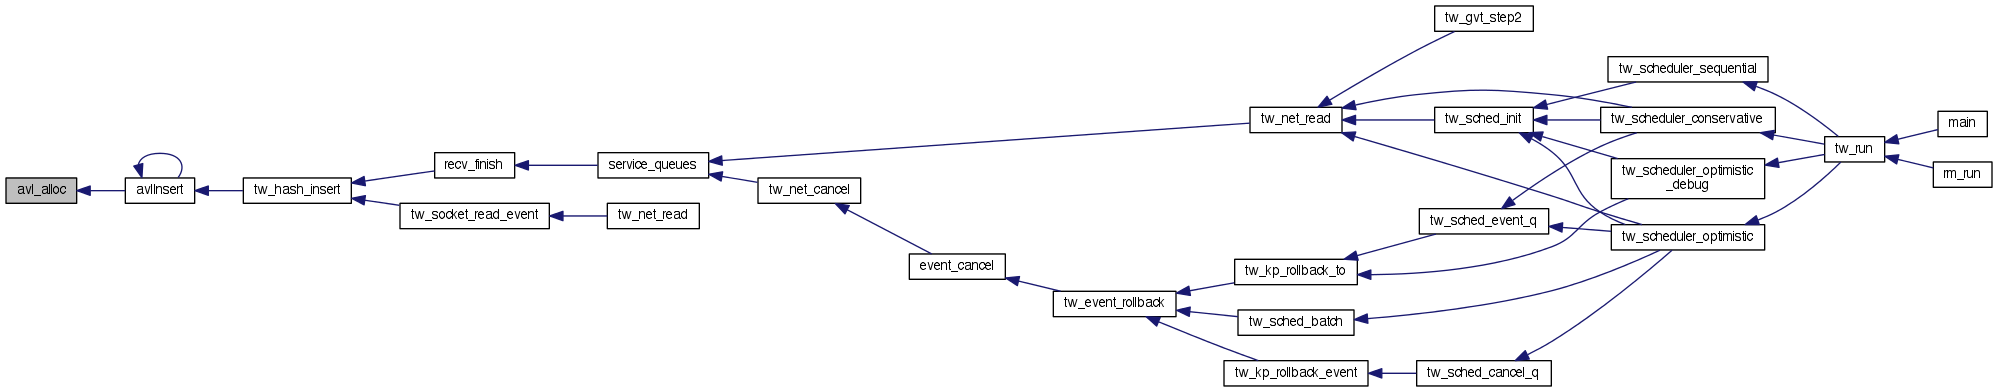 tw_gvt_step2
tw_scheduler_sequential
tw_net_read
tw_sched_init
tw_scheduler_conservative
main
tw_run
recv_finish
service_queues
tw_scheduler_optimistic
_debug
rm_run
avl_alloc
avlInsert
tw_hash_insert
tw_net_cancel
tw_socket_read_event
tw_net_read
tw_sched_event_q
tw_scheduler_optimistic
event_cancel
tw_kp_rollback_to
tw_event_rollback
tw_sched_batch
tw_kp_rollback_event
tw_sched_cancel_q